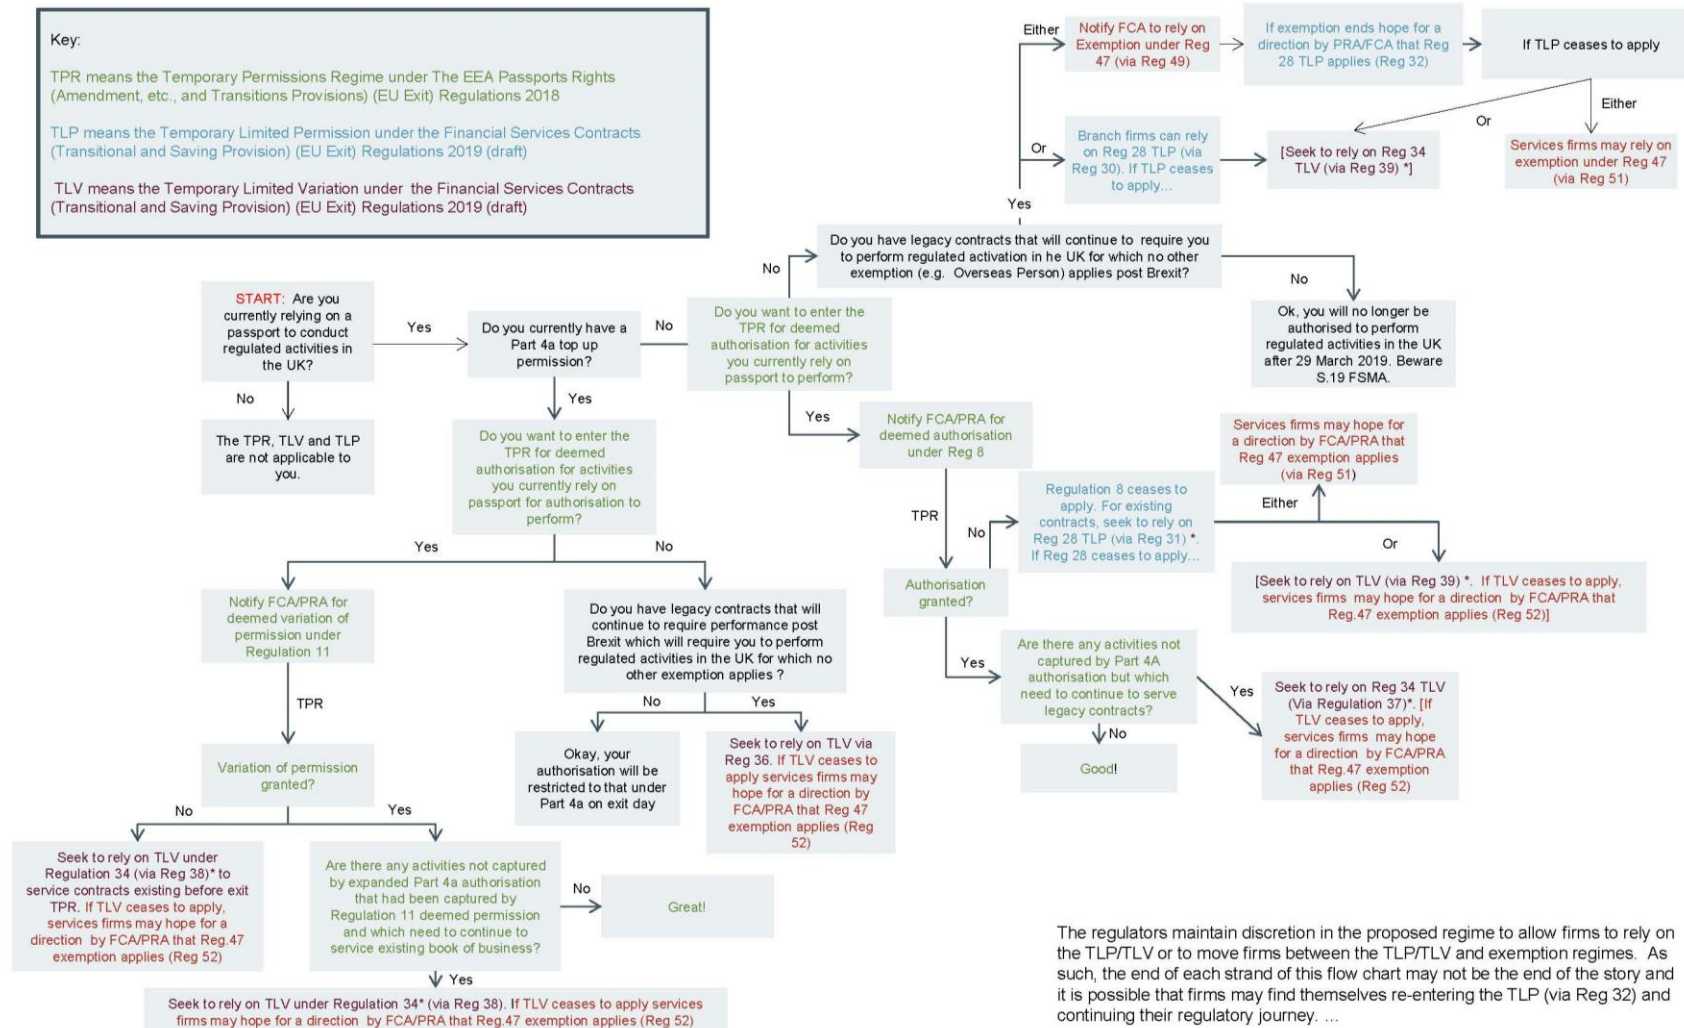 Key:
TPR means the Temporary Permissions Regime under The EEA Passports Rights
(Amendment, etc., and Transitions Provisions) (EU Exit) Regulations 2018
TLP means the Temporary Limited Permission under the Financial Services Contracts
(Transitional and Saving Provision) (EU Exit) Regulations 2019 (draft)
TLV means the Temporary Limited Variation under the Financial Services Contracts
(Transitional and Saving Provision) (EU Exit) Regulations 2019 (draft)
Either
Notify FCA to rely on
Exemption under Reg
47 (via Reg 49)
If exemption ends hope for
a direction by PRA/FCA that Reg
28 TLP applies (Reg 32)
If TLP ceases to apply
Or
Branch firms can rely
on Reg 28 TLP (via
Reg 30). If TLP ceases
to apply…
Or
Either
[Seek to rely on Reg 34
TLV (via Reg 39) *]
Services firms may rely on
exemption under Reg 47
(via Reg 51)
Yes
Do you have legacy contracts that will continue to require you
to perform regulated activation in he UK for which no other
exemption (e.g. Overseas Person) applies post Brexit?
No
No
Ok, you will no longer be
authorised to perform
regulated activities in the UK
after 29 March 2019. Beware
S.19 FSMA.
START: Are you
currently relying on a
passport to conduct
regulated activities in
the UK?
Yes
Do you currently have a
Part 4a top up
permission?
No
Do you want to enter the
TPR for deemed
authorisation for activities
you currently rely on
passport to perform?
No
The TPR, TLV and TLP
are not applicable to
you.
Yes
Do you want to enter the
TPR for deemed
authorisation for activities
you currently rely on
passport for authorisation to
perform?
Yes
Notify FCA/PRA for
deemed authorisation
under Reg 8
TPR
No
Regulation 8 ceases to
apply. For existing
contracts, seek to rely on
Reg 28 TLP (via Reg 31) *.
If Reg 28 ceases to apply…
Services firms may hope for
a direction by FCA/PRA that
Reg 47 exemption applies
(via Reg 51)
Either
Or
[Seek to rely on TLV (via Reg 39) *. If TLV ceases to apply,
services firms may hope for a direction by FCA/PRA that
Reg.47 exemption applies (Reg 52)]
Authorisation
granted?
Yes
Are there any activities not
captured by Part 4A
authorisation but which
need to continue to serve
legacy contracts?
Yes
Seek to rely on Reg 34 TLV
(Via Regulation 37)*. [If
TLV ceases to apply,
services firms may hope
for a direction by FCA/PRA
that Reg.47 exemption
applies (Reg 52)
No
Good!
Yes
No
Notify FCA/PRA for
deemed variation of
permission under
Regulation 11
Do you have legacy contracts that will
continue to require performance post
Brexit which will require you to perform
regulated activities in the UK for which no
other exemption applies ?
TPR
No
Yes
Okay, your
authorisation will be
restricted to that under
Part 4a on exit day
Seek to rely on TLV via
Reg 36. If TLV ceases to
apply services firms may
hope for a direction by
FCA/PRA that Reg 47
exemption applies (Reg
52)
Variation of permission
granted?
No
Yes
Seek to rely on TLV under
Regulation 34 (via Reg 38)* to
service contracts existing before exit
TPR. If TLV ceases to apply,
services firms may hope for a
direction by FCA/PRA that Reg.47
exemption applies (Reg 52)
Are there any activities not captured
by expanded Part 4a authorisation
that had been captured by
Regulation 11 deemed permission
and which need to continue to
service existing book of business?
No
Great!
Yes
Seek to rely on TLV under Regulation 34* (via Reg 38). If TLV ceases to apply services
firms may hope for a direction by FCA/PRA that Reg.47 exemption applies (Reg 52)
The regulators maintain discretion in the proposed regime to allow firms to rely on
the TLP/TLV or to move firms between the TLP/TLV and exemption regimes. As
such, the end of each strand of this flow chart may not be the end of the story and
it is possible that firms may find themselves re-entering the TLP (via Reg 32) and
continuing their regulatory journey. …